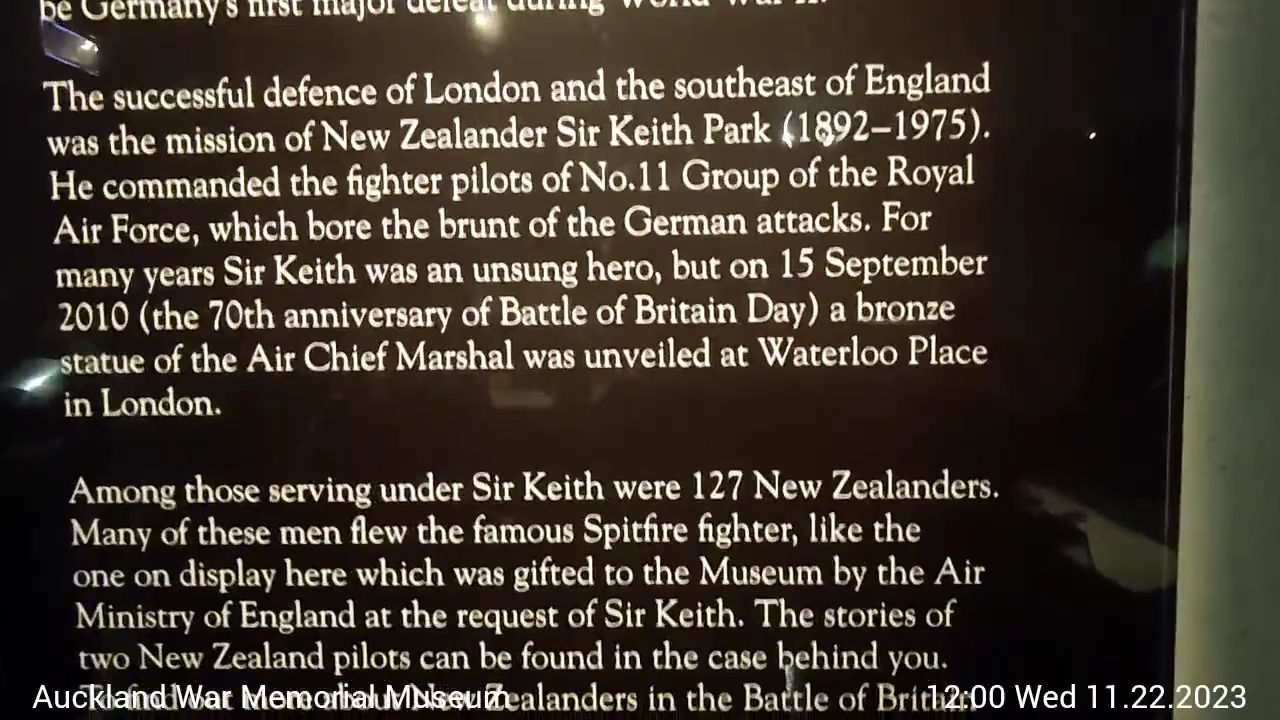 be Germany's first major defeat during World War II.
The successful defence of London and the southeast of England
was the mission of New Zealander Sir Keith Park (1892–1975).
He commanded the fighter pilots of No.11 Group of the Royal
Air Force, which bore the brunt of the German attacks. For
many years Sir Keith was an unsung hero, but on 15 September
2010 (the 70th anniversary of Battle of Britain Day) a bronze
statue of the Air Chief Marshal was unveiled at Waterloo Place
in London.
Among those serving under Sir Keith were 127 New Zealanders.
Many of these men flew the famous Spitfire fighter, like the
one on display here which was gifted to the Museum by the Air
Ministry of England at the request of Sir Keith. The stories of
two New Zealand pilots can be found in the case behind you.
Zealanders in the Battle of Britain
Auckland War Memorial Museum
12:00 Wed 11.22.2023